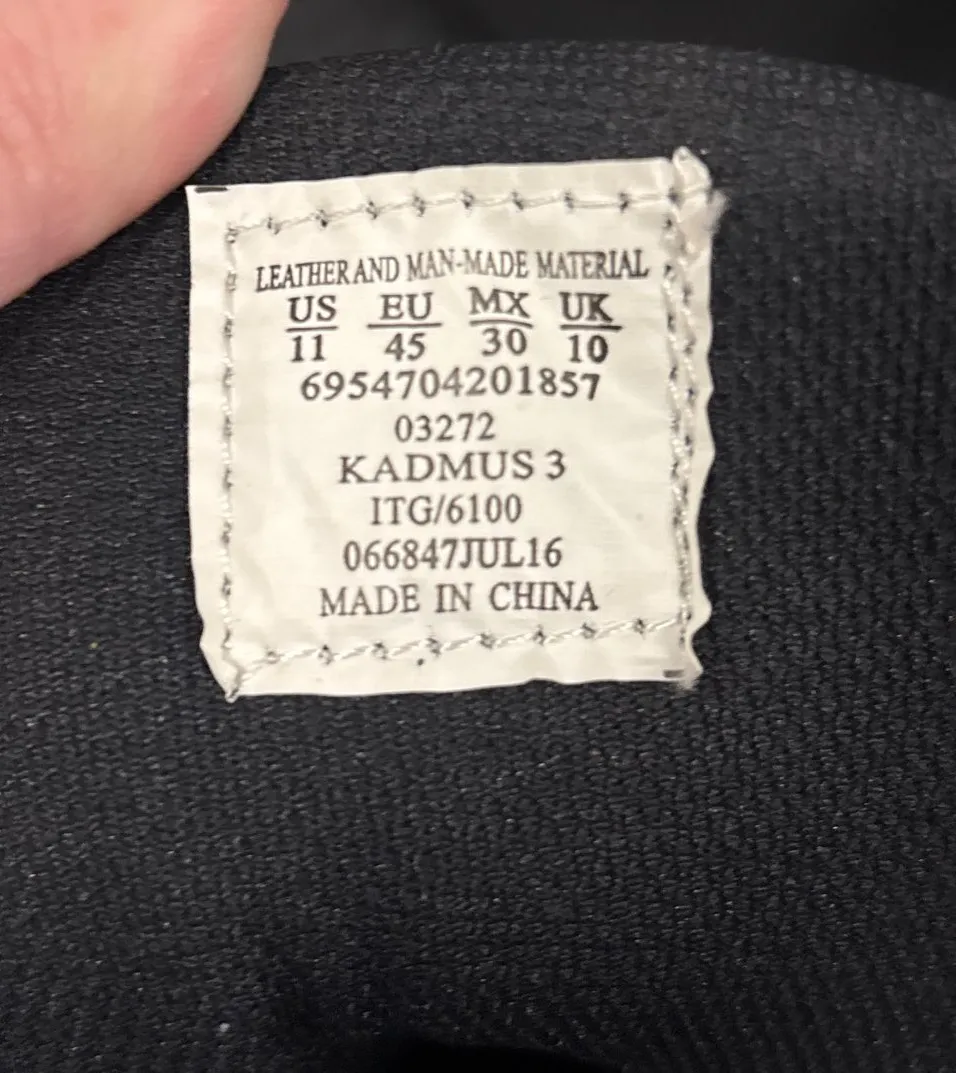 LEATHER AND MAN-MADE MATERIAL
US EU MX UK
11 45 30 10
6954704201857
03272
KADMUS 3
ITG/6100
066847JUL16
MADE IN CHINA